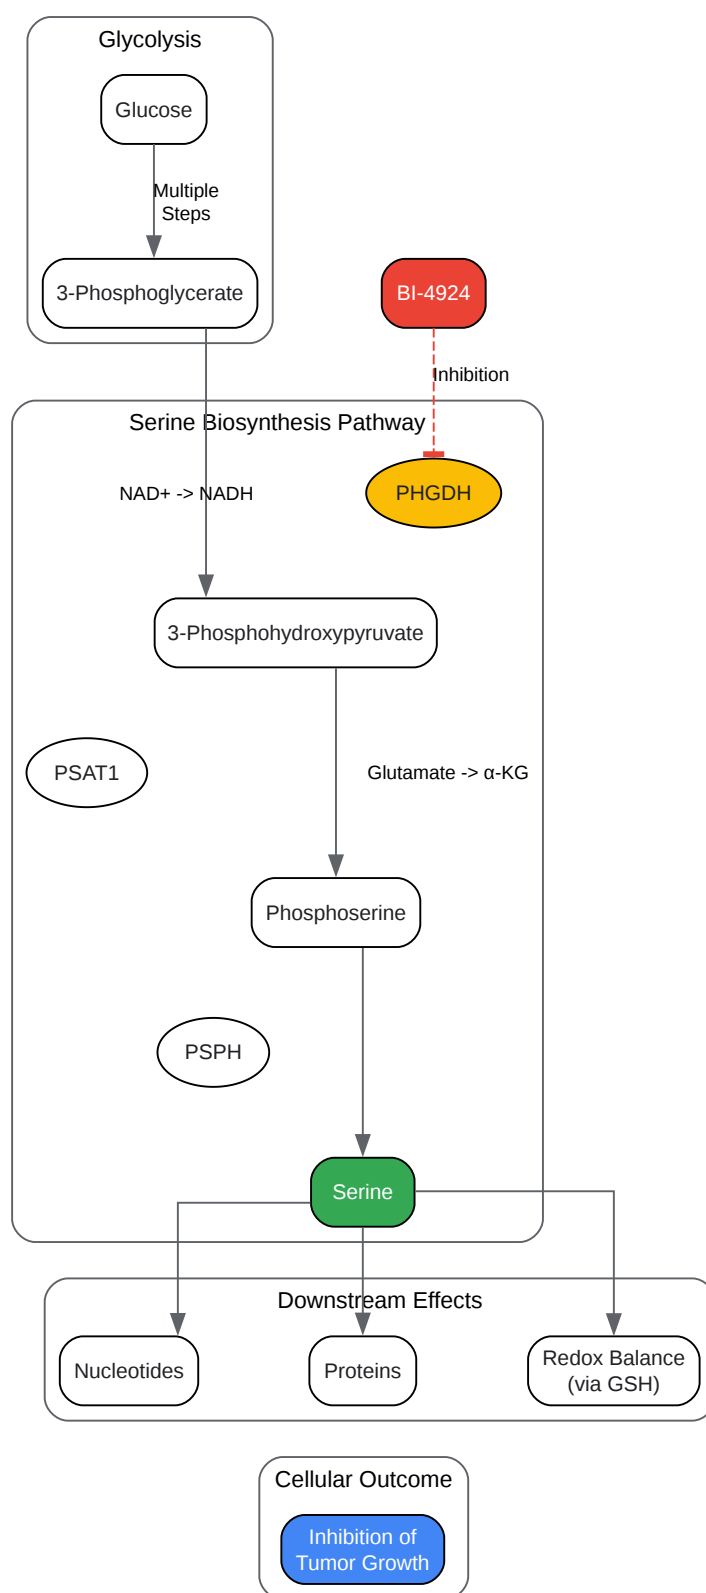 Glycolysis
Glucose
Multiple
Steps
3-Phosphoglycerate
BI-4924
Inhibition
Serine Biosynthesis Pathway
NAD+ -> NADH
PHGDH
3-Phosphohydroxypyruvate
PSAT1
Glutamate -> α-KG
Phosphoserine
PSPH
Serine
Downstream Effects
Nucleotides
Proteins
Redox Balance
(via GSH)
Cellular Outcome
Inhibition of
Tumor Growth